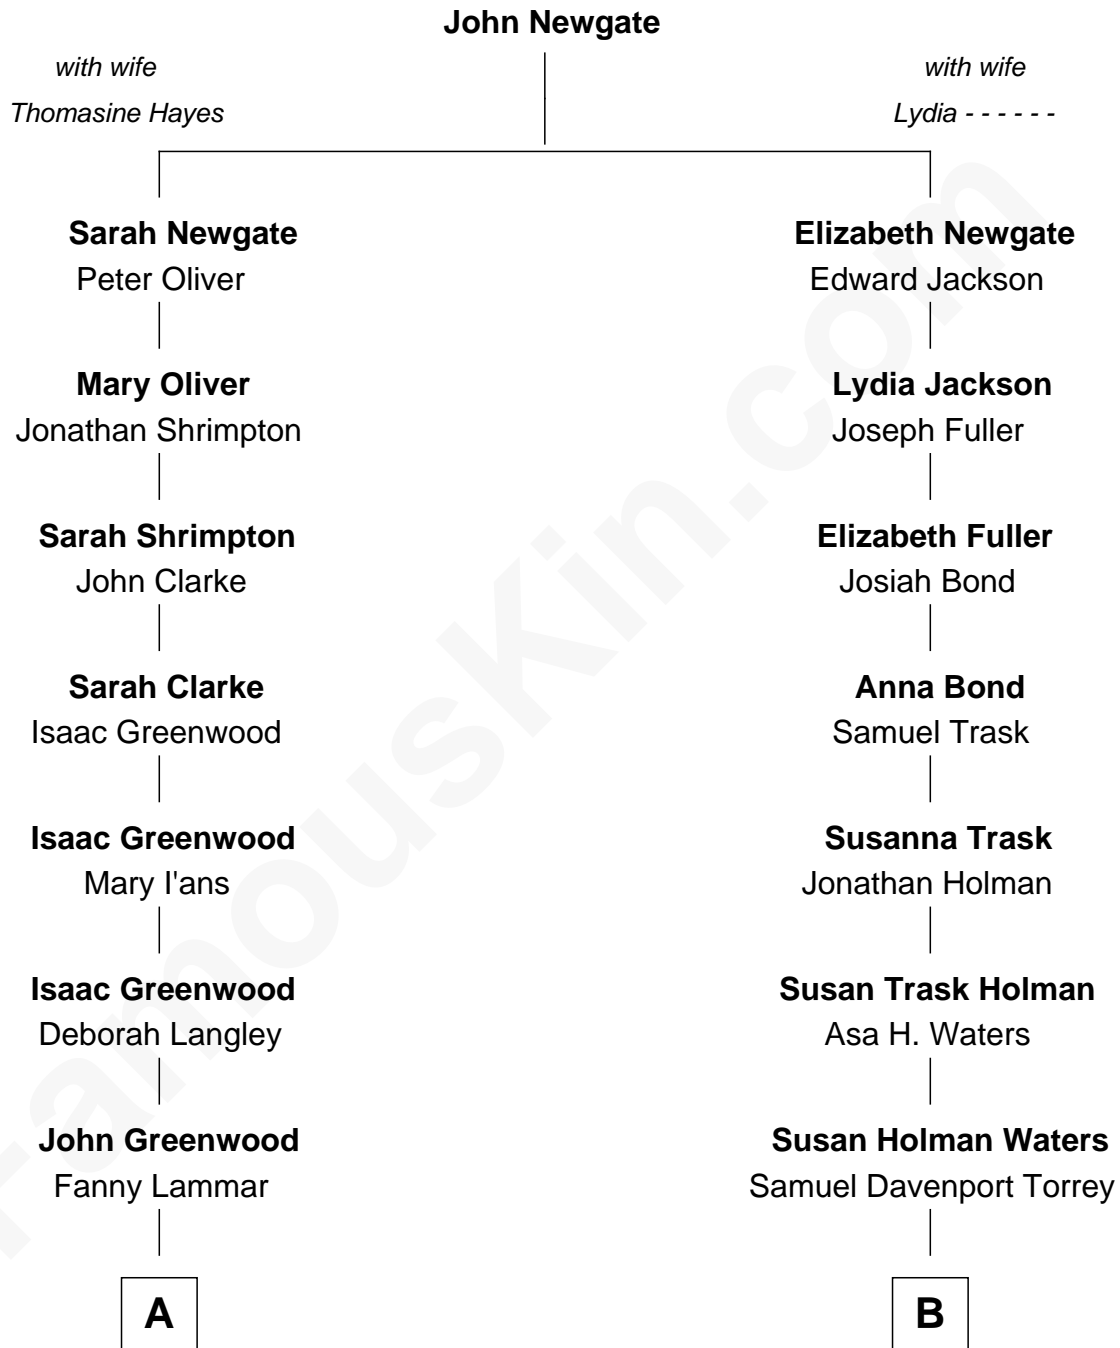 John Newgate
with wife
Thomasine Hayes
with wife
Lydia - - - - - -
Sarah Newgate
Peter Oliver
Elizabeth Newgate
Edward Jackson
Mary Oliver
Jonathan Shrimpton
Lydia Jackson
Joseph Fuller
Sarah Shrimpton
John Clarke
Elizabeth Fuller
Josiah Bond
Sarah Clarke
Isaac Greenwood
Anna Bond
Samuel Trask
Isaac Greenwood
Mary I'ans
Susanna Trask
Jonathan Holman
Isaac Greenwood
Deborah Langley
Susan Trask Holman
Asa H. Waters
John Greenwood
Fanny Lammar
Susan Holman Waters
Samuel Davenport Torrey
A
B
FamousKin.com